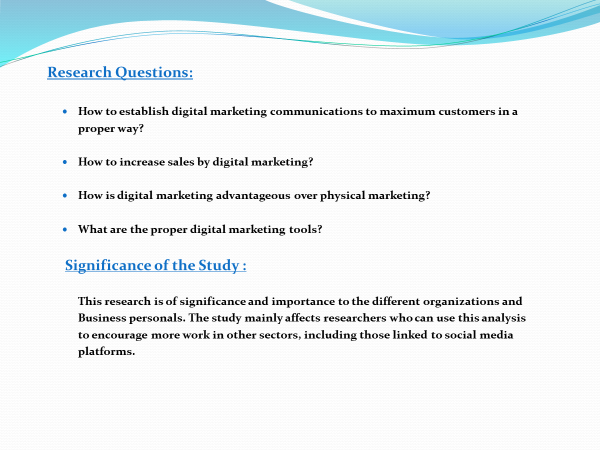 Research Questions:
How to establish digital marketing communications to maximum customers in a
proper way?
How to increase sales by digital marketing?
How is digital marketing advantageous over physical marketing?
What are the proper digital marketing tools?
Significance of the Study :
This research is of significance and importance to the different organizations and
Business personals. The study mainly affects researchers who can use this analysis
to encourage more work in other sectors, including those linked to social media
platforms.